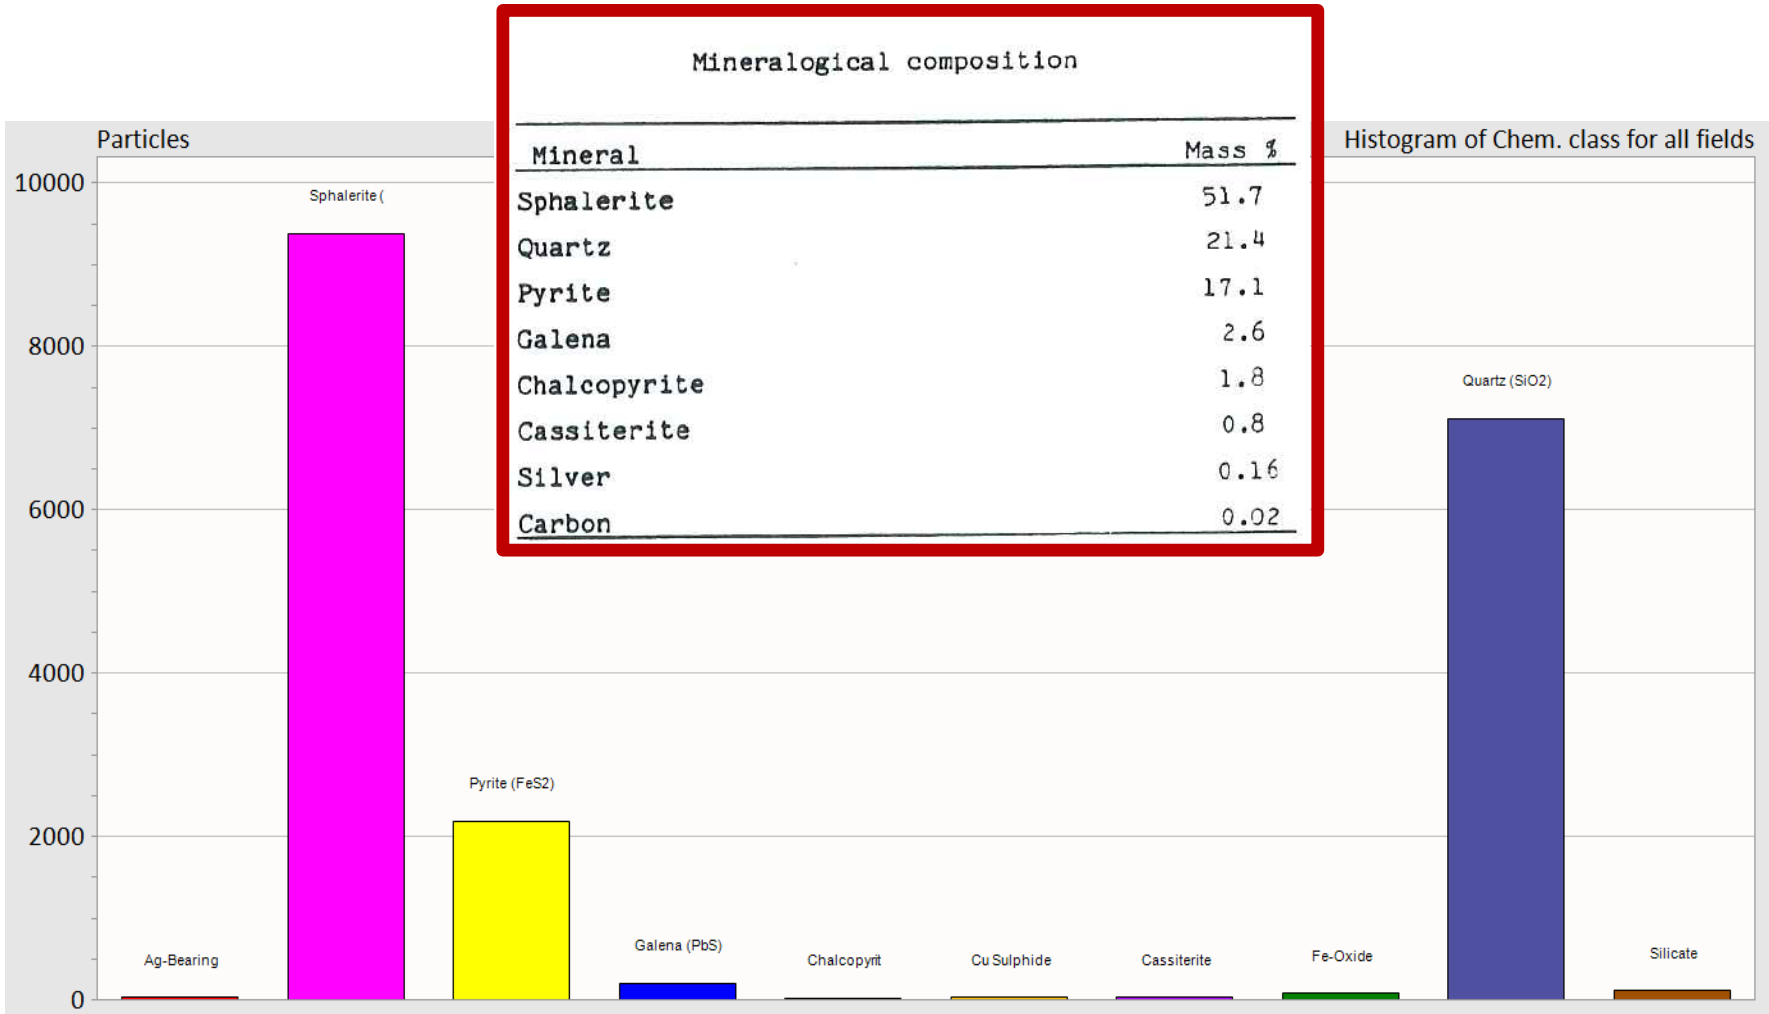 Mineralogical composition
Mineral Mass %
Sphalerite 51.7
Quartz 21.4
Pyrite 17.1
Galena 2.6
Chalcopyrite 1.8
Cassiterite 0.8
Silver 0.16
Carbon 0.02
Particles
Histogram of Chem. class for all fields
10000
8000
6000
4000
2000
0
Ag-Bearing
Sphalerite (
Pyrite (FeS2)
Galena (PbS)
Chalcopyrit
Cu Sulphide
Cassiterite
Fe-Oxide
Quartz (SiO2)
Silicate